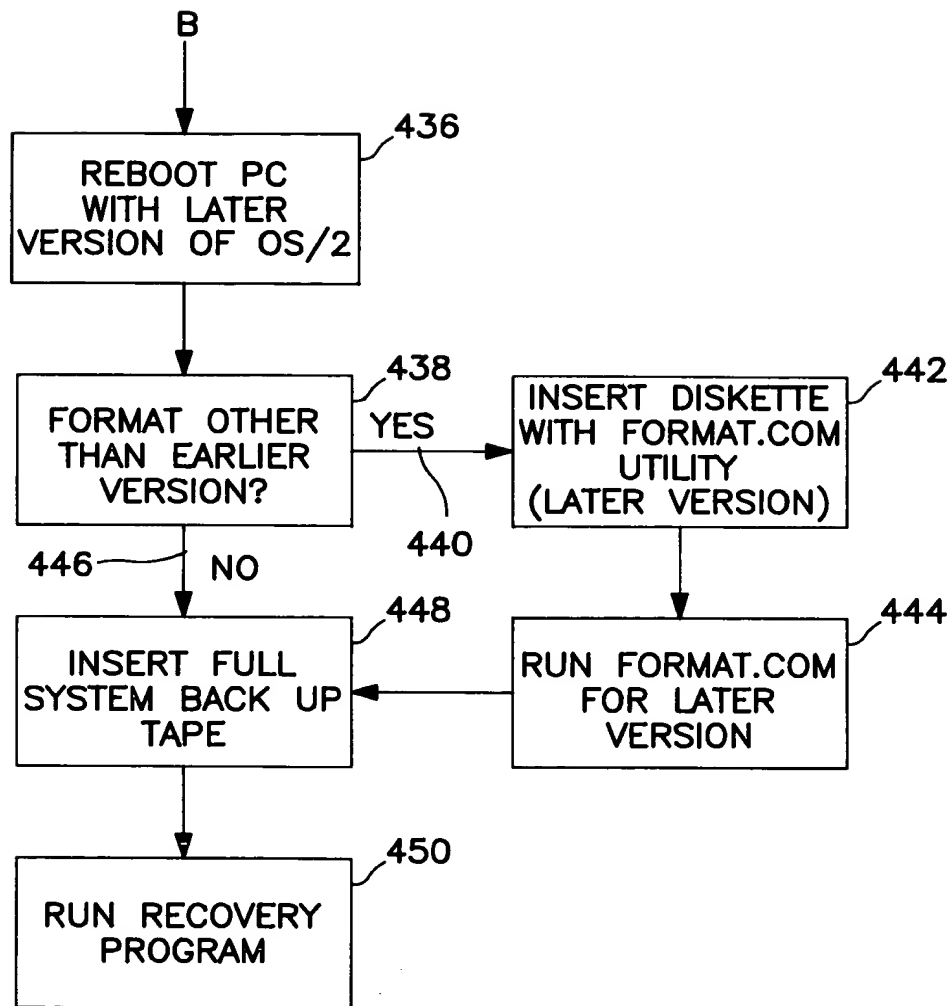 B
436
REBOOT PC
WITH LATER
VERSION OF OS/2
438
FORMAT OTHER
THAN EARLIER
VERSION?
YES
440
442
INSERT DISKETTE
WITH FORMAT.COM
UTILITY
(LATER VERSION)
446
NO
444
RUN FORMAT.COM
FOR LATER
VERSION
448
INSERT FULL
SYSTEM BACK UP
TAPE
450
RUN RECOVERY
PROGRAM